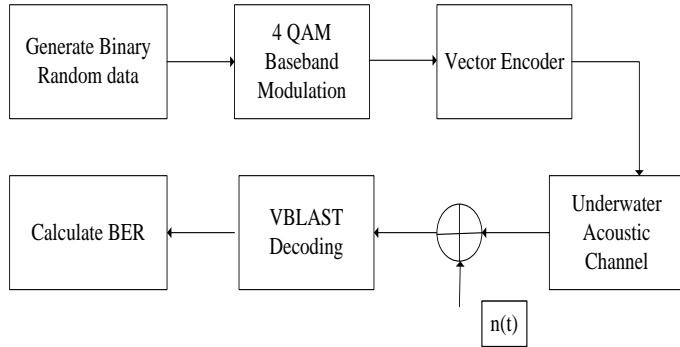 Generate Binary
Random data
4 QAM
Baseband
Modulation
Vector Encoder
Underwater
Acoustic
Channel
VBLAST
Decoding
Calculate BER
n(t)